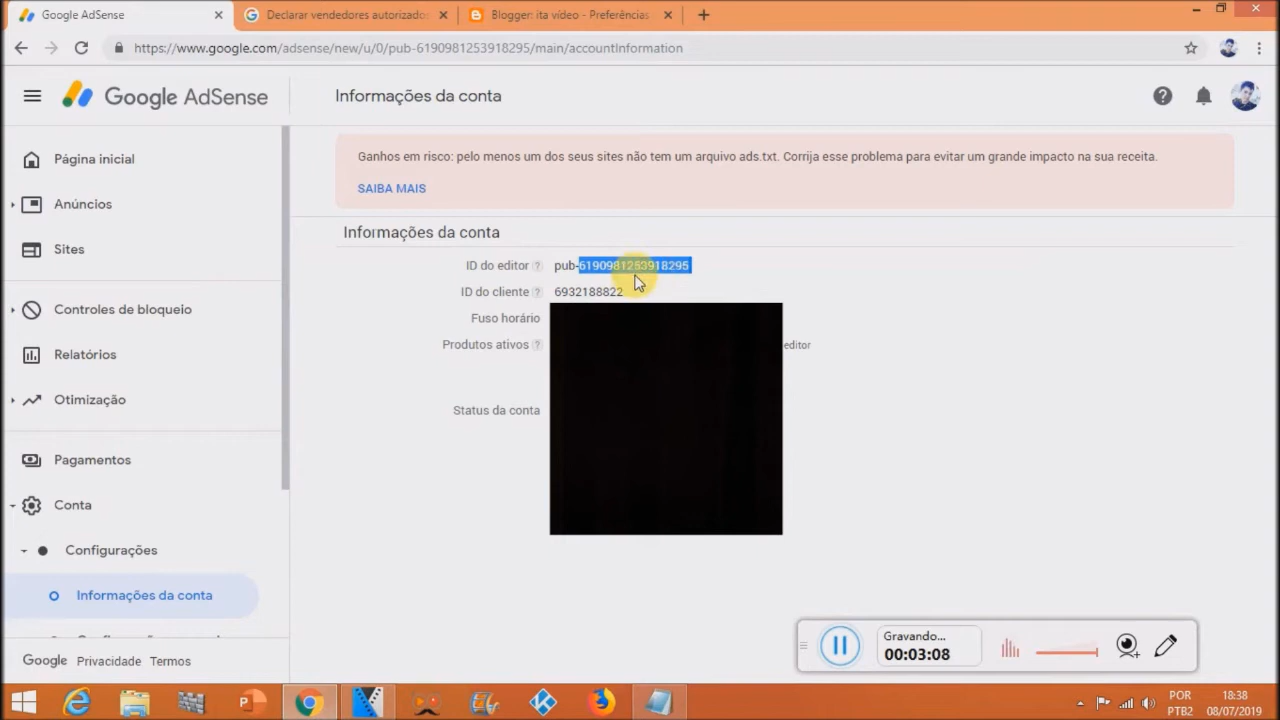 Google AdSense
Declarar vendedores autorizados
Blogger: ita vídeo - Preferências
https://www.google.com/adsense/new/u/0/pub-6190981253918295/main/accountInformation
Google AdSense
Informações da conta
Página inicial
Anúncios
Sites
Controles de bloqueio
Relatórios
Otimização
Pagamentos
Conta
Configurações
Informações da conta
Google Privacidade Termos
Ganhos em risco: pelo menos um dos seus sites não tem um arquivo ads.txt. Corrija esse problema para evitar um grande impacto na sua receita.
SAIBA MAIS
Informações da conta
ID do editor ? pub-6190981253918295
ID do cliente ? 6932188822
Fuso horário
Produtos ativos ? editor
Status da conta
Gravando...
00:03:08
POR 18:38
PTB2 08/07/2019